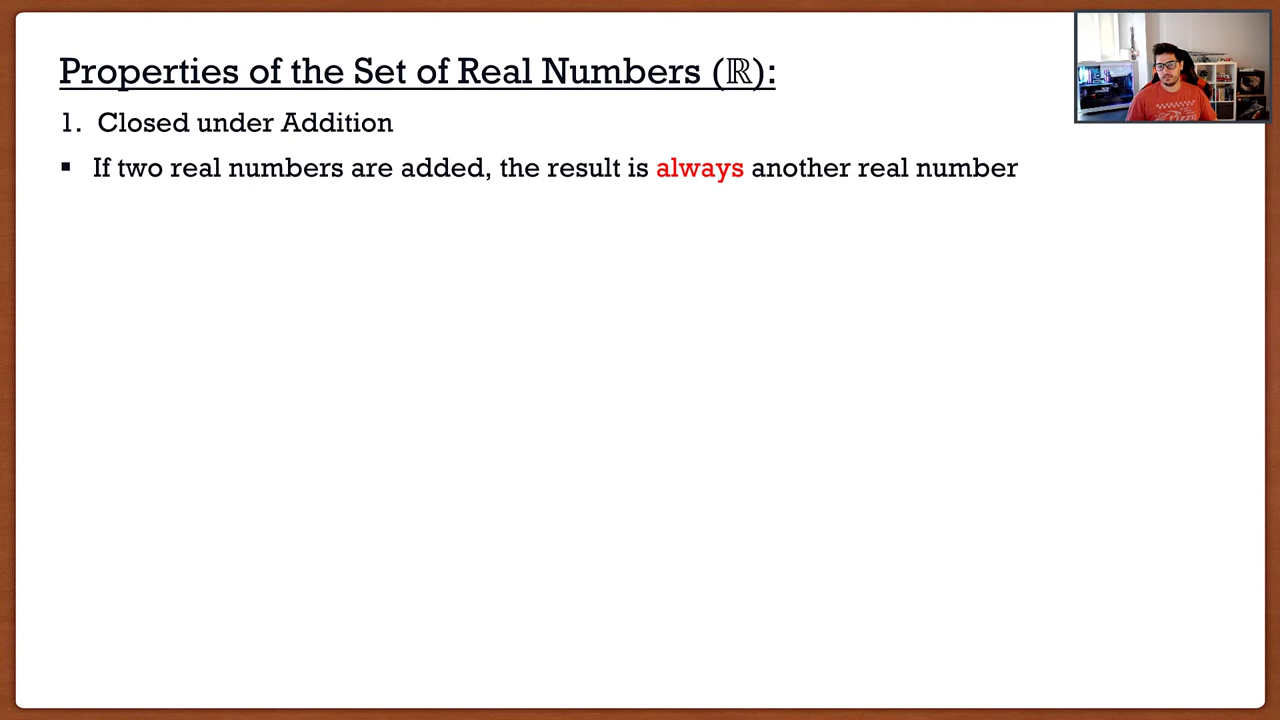 Properties of the Set of Real Numbers (ℝ):
1. Closed under Addition
▪ If two real numbers are added, the result is always another real number